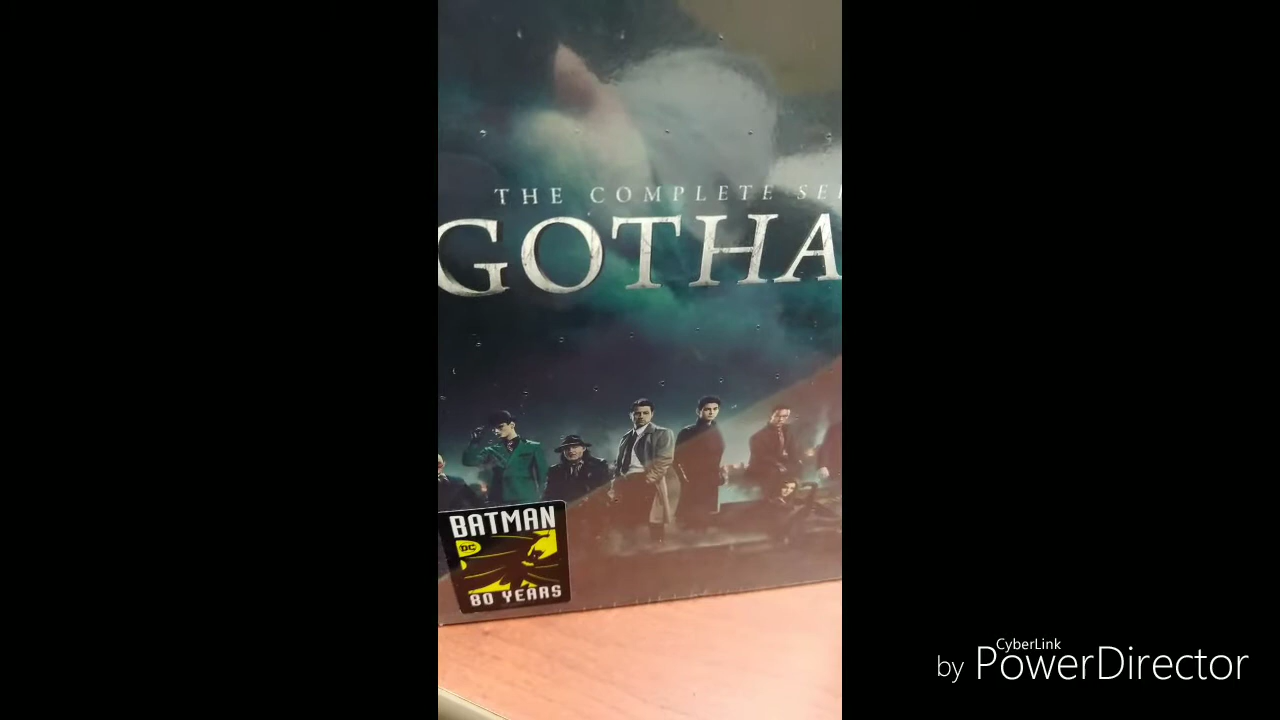 THE COMPLETE SE
GOTHA
BATMAN
DC
80 YEARS
CyberLink
by PowerDirector